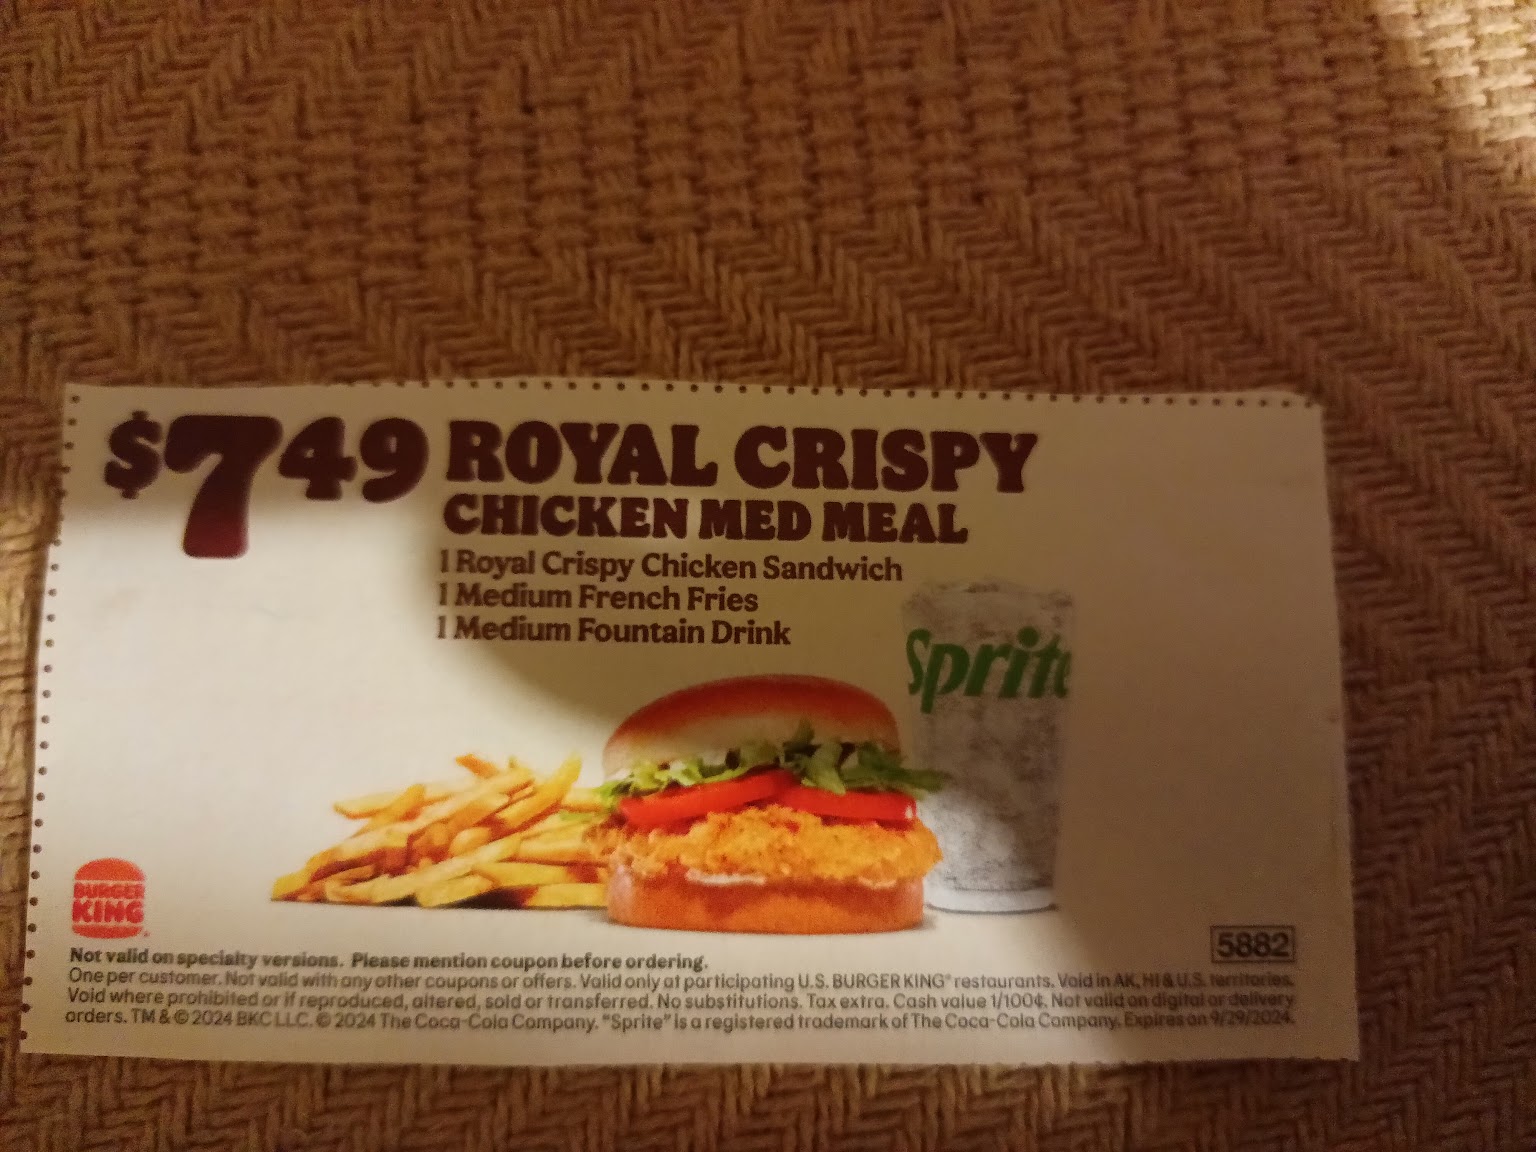 $749 ROYAL CRISPY
CHICKEN MED MEAL
1 Royal Crispy Chicken Sandwich
1 Medium French Fries
1 Medium Fountain Drink
Sprite
BURGER
KING®
5882
Not valid on specialty versions. Please mention coupon before ordering.
One per customer. Not valid with any other coupons or offers. Valid only at participating U.S. BURGER KING® restaurants. Void in AK, HI & U.S. territories.
Void where prohibited or if reproduced, altered, sold or transferred. No substitutions. Tax extra. Cash value 1/100¢. Not valid on digital or delivery
orders. TM & © 2024 BKC LLC. © 2024 The Coca-Cola Company. "Sprite" is a registered trademark of The Coca-Cola Company. Expires on 9/29/2024.